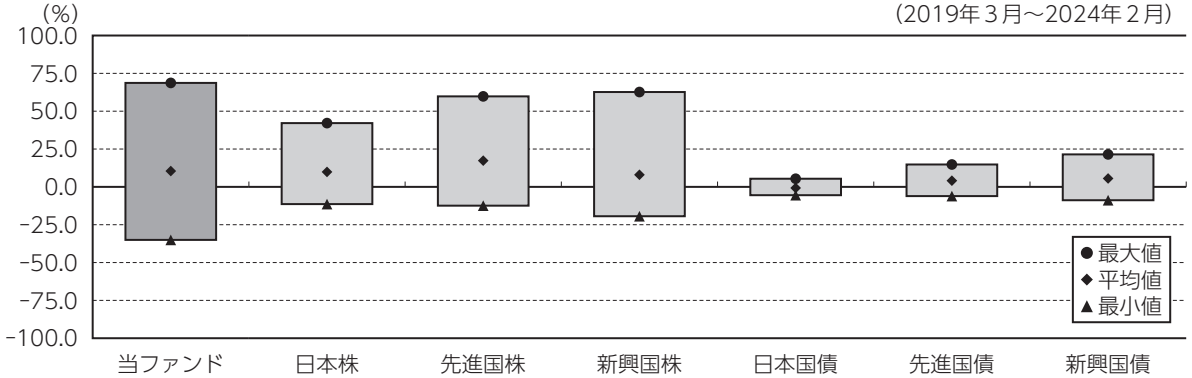 (%)
(2019年3月～2024年2月)
100.0
75.0
50.0
25.0
0.0
-25.0
-50.0
-75.0
-100.0
●最大値
◆平均値
▲最小値
当ファンド 日本株 先進国株 新興国株 日本国債 先進国債 新興国債